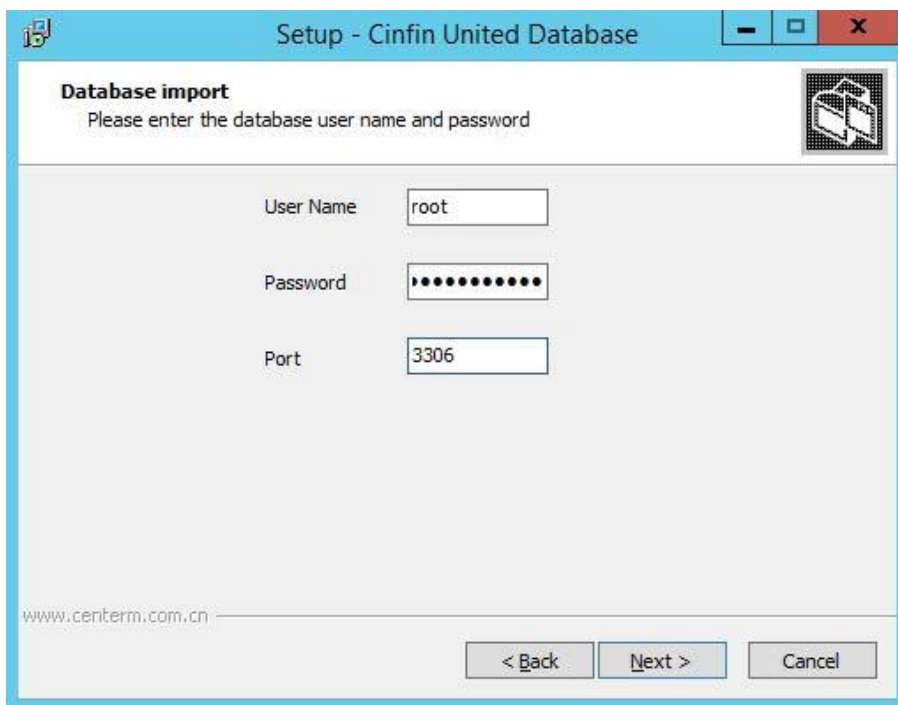 Setup - Cinfin United Database
Database import
Please enter the database user name and password
User Name root
Password ●●●●●●●●●●●
Port 3306
www.centerm.com.cn
< Back Next > Cancel